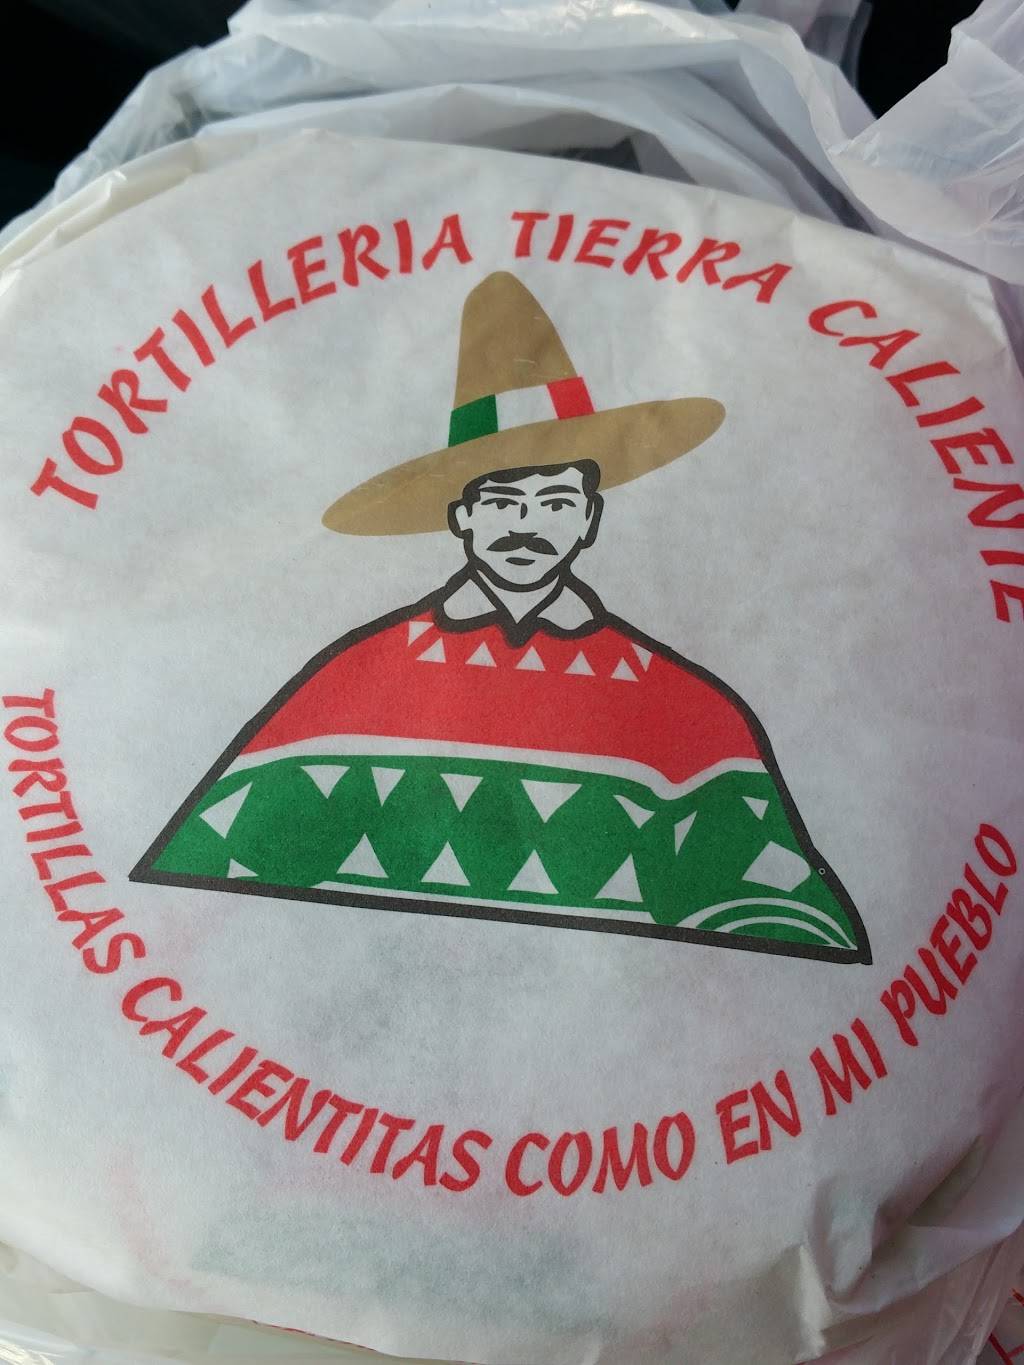 TORTILLERIA TIERRA CALIENTE
TORTILLAS CALIENTITAS COMO EN MI PUEBLO